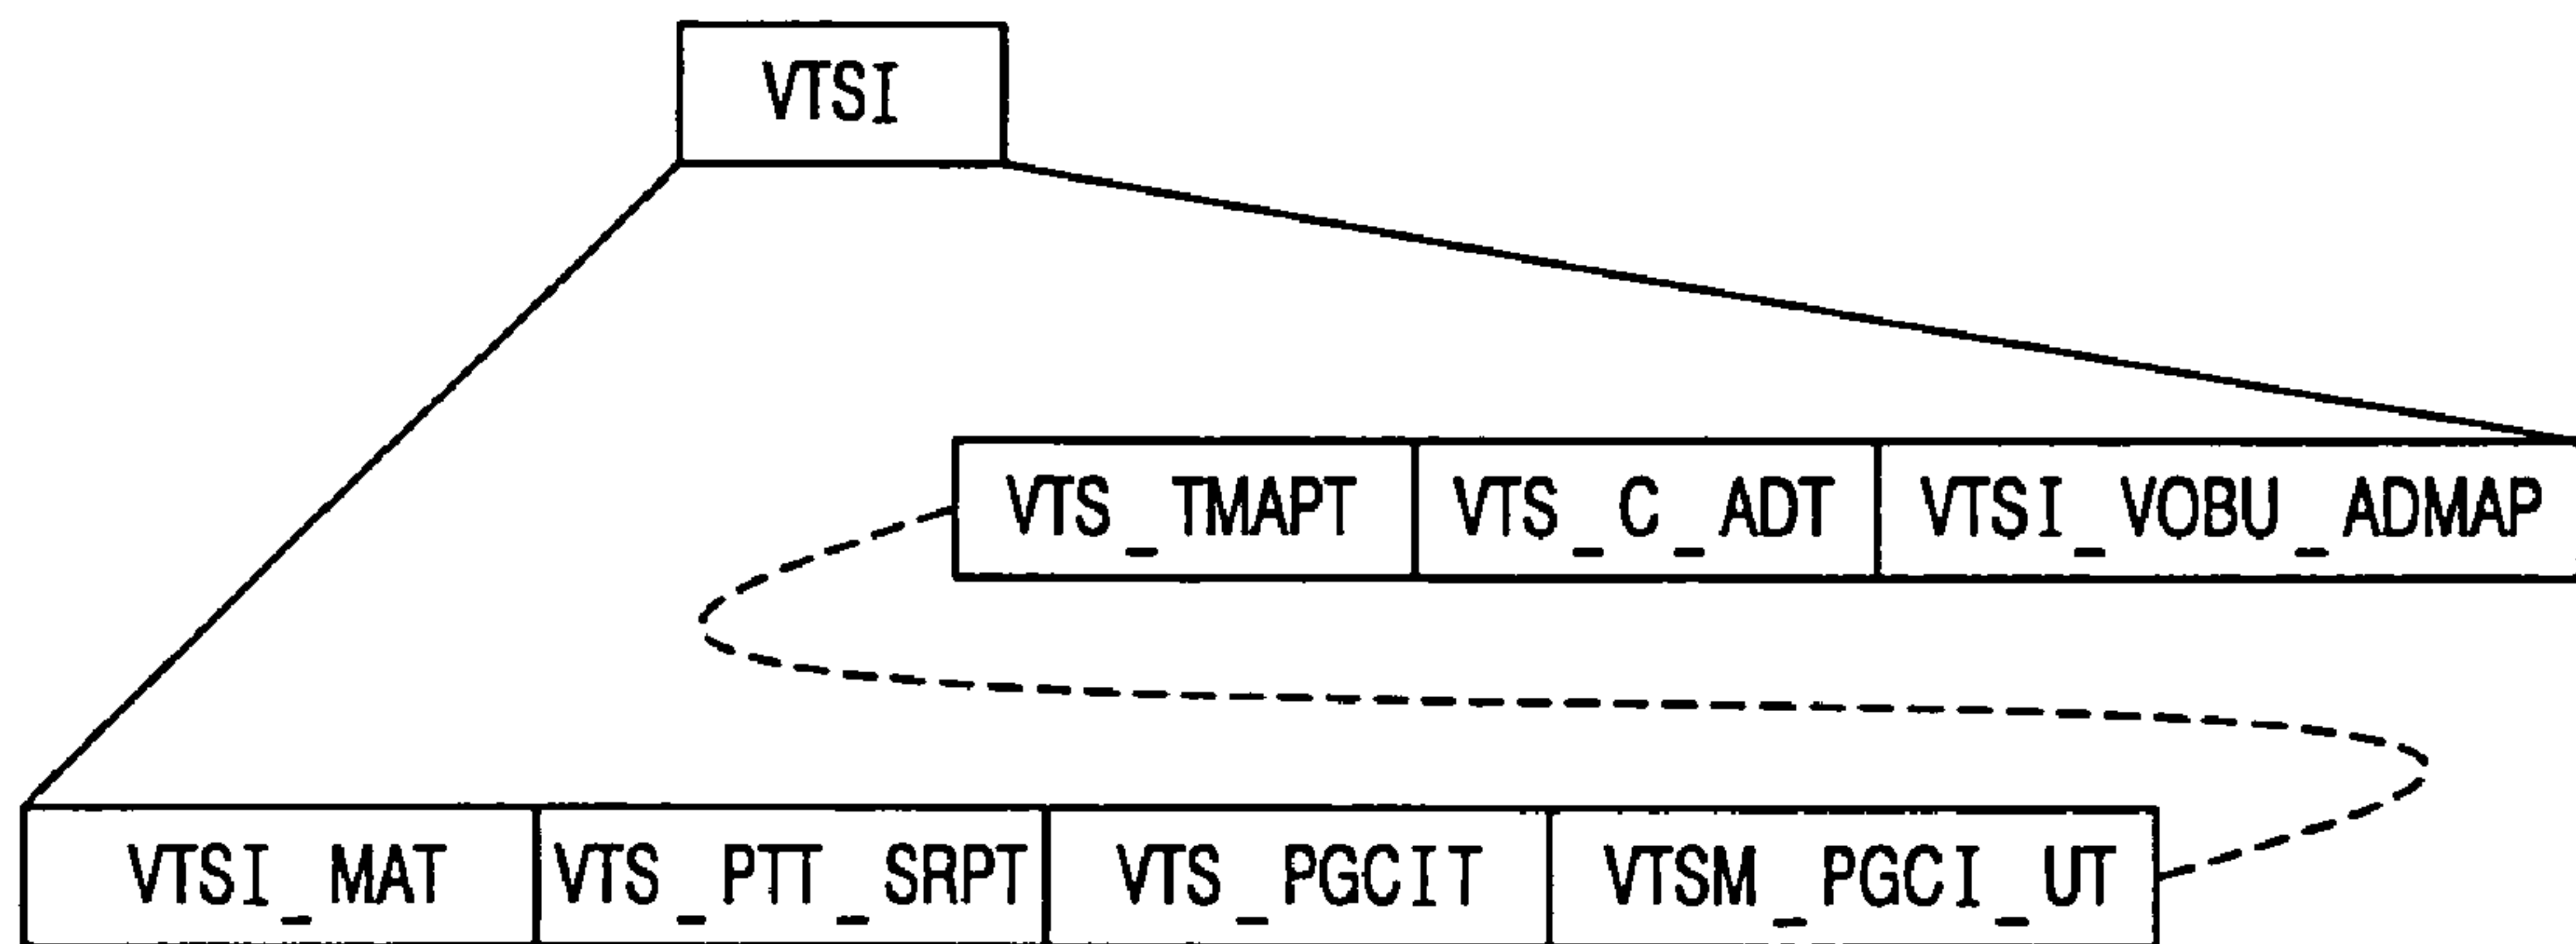 VTSI
VTS_TMAPT VTS_C_ADT VTSI_VOBU_ADMAP
VTSI_MAT VTS_PTT_SRPT VTS_PGCIT VTSM_PGCI_UT